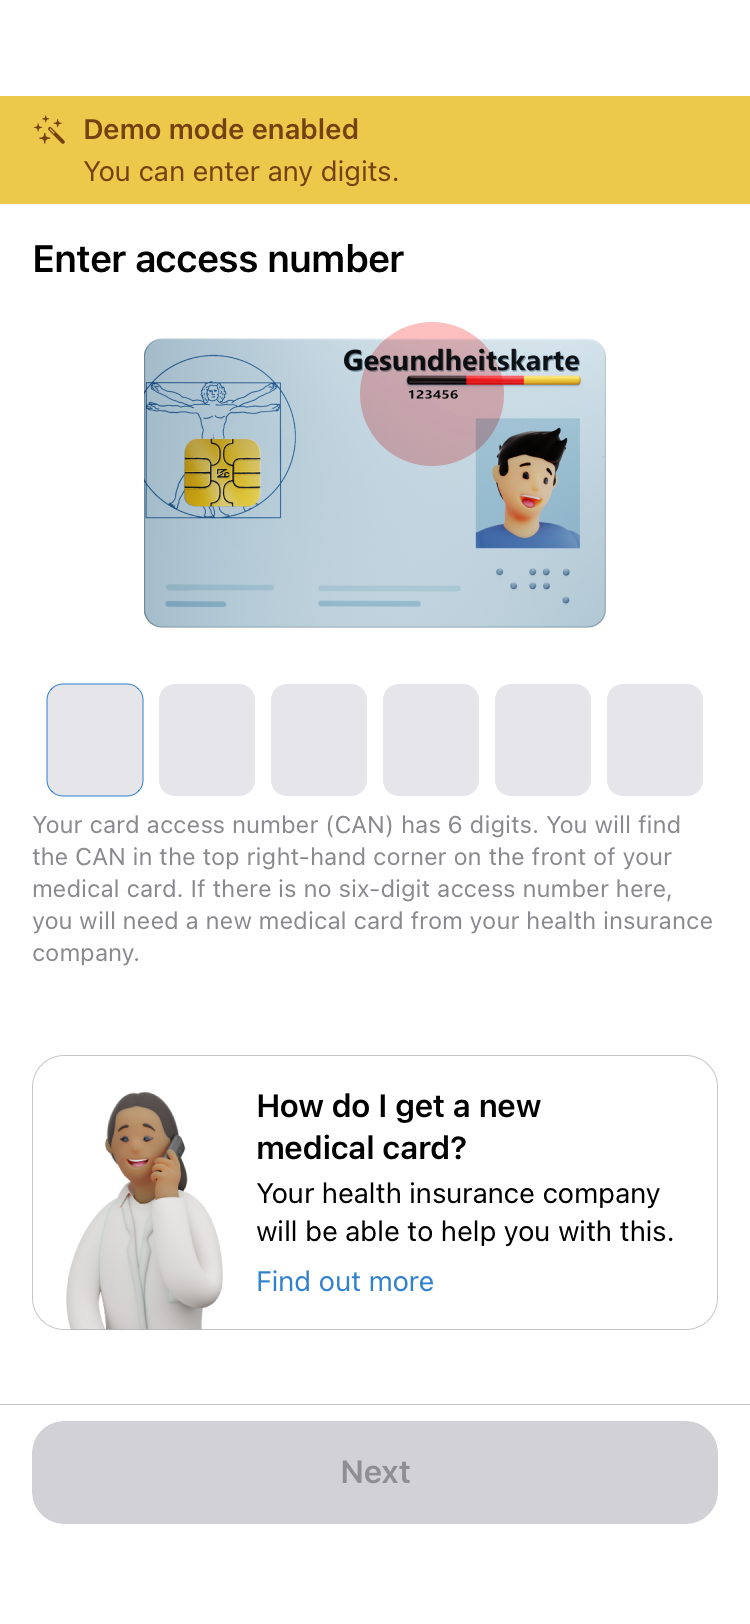 Demo mode enabled
You can enter any digits.
Enter access number
Gesundheitskarte
123456
Your card access number (CAN) has 6 digits. You will find
the CAN in the top right-hand corner on the front of your
medical card. If there is no six-digit access number here,
you will need a new medical card from your health insurance
company.
How do I get a new
medical card?
Your health insurance company
will be able to help you with this.
Find out more
Next